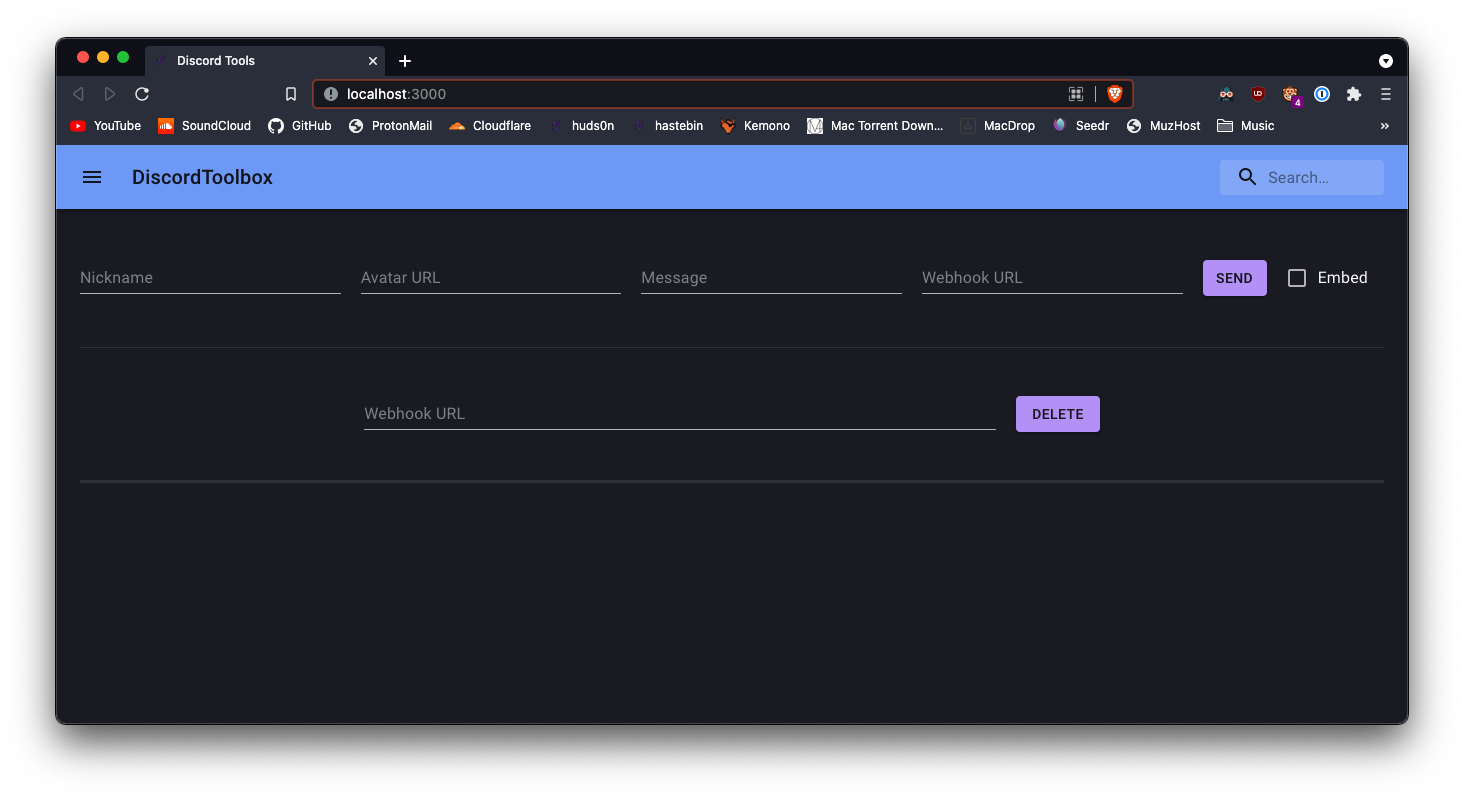 Discord Tools
localhost:3000
YouTube SoundCloud GitHub ProtonMail Cloudflare huds0n hastebin Kemono Mac Torrent Down... MacDrop Seedr MuzHost Music »
DiscordToolbox Search...
Nickname Avatar URL Message Webhook URL SEND Embed
Webhook URL DELETE